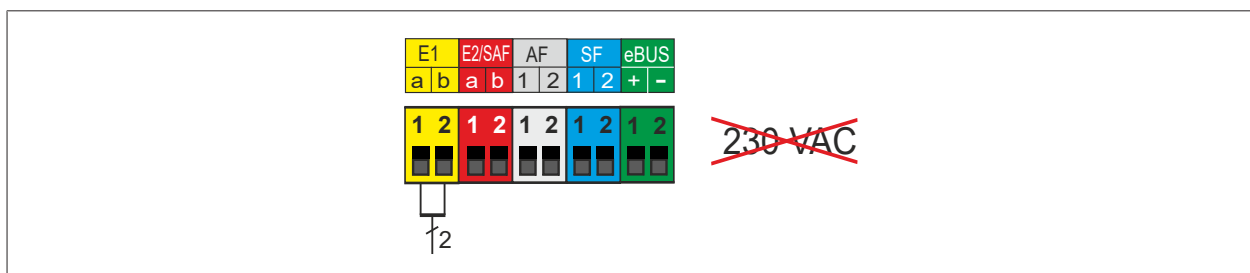 E1 E2/SAF AF SF eBUS
a b a b 1 2 1 2 + -
1 2 1 2 1 2 1 2 1 2
230 VAC
2